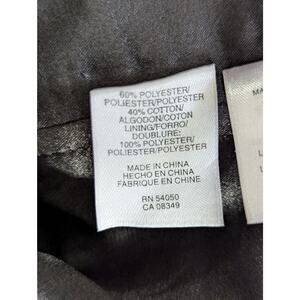 60% POLYESTER/
POLIESTER/POLYESTER
40% COTTON/
ALGODON/COTON
LINING/FORRO/
DOUBLURE:
100% POLYESTER/
POLIESTER/POLYESTER
MADE IN CHINA
HECHO EN CHINA
FABRIQUE EN CHINE
RN 54050
CA 08349
MA
L
L